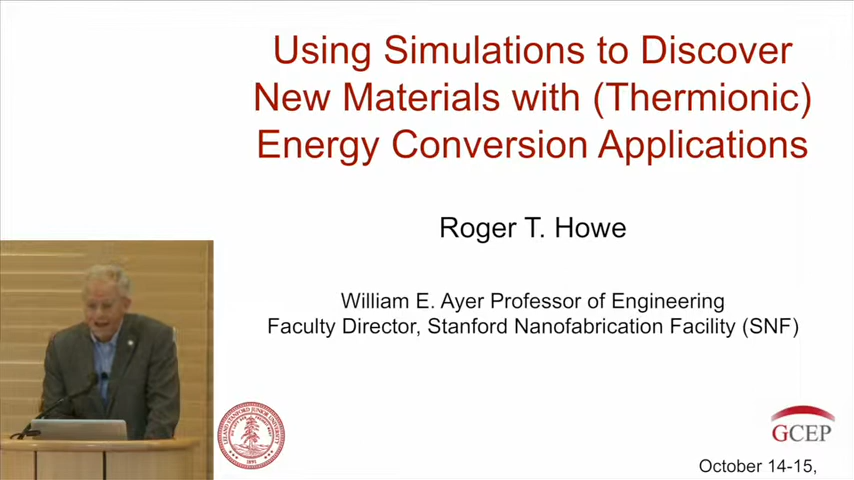 Using Simulations to Discover
New Materials with (Thermionic)
Energy Conversion Applications
Roger T. Howe
William E. Ayer Professor of Engineering
Faculty Director, Stanford Nanofabrication Facility (SNF)
GCEP
October 14-15,